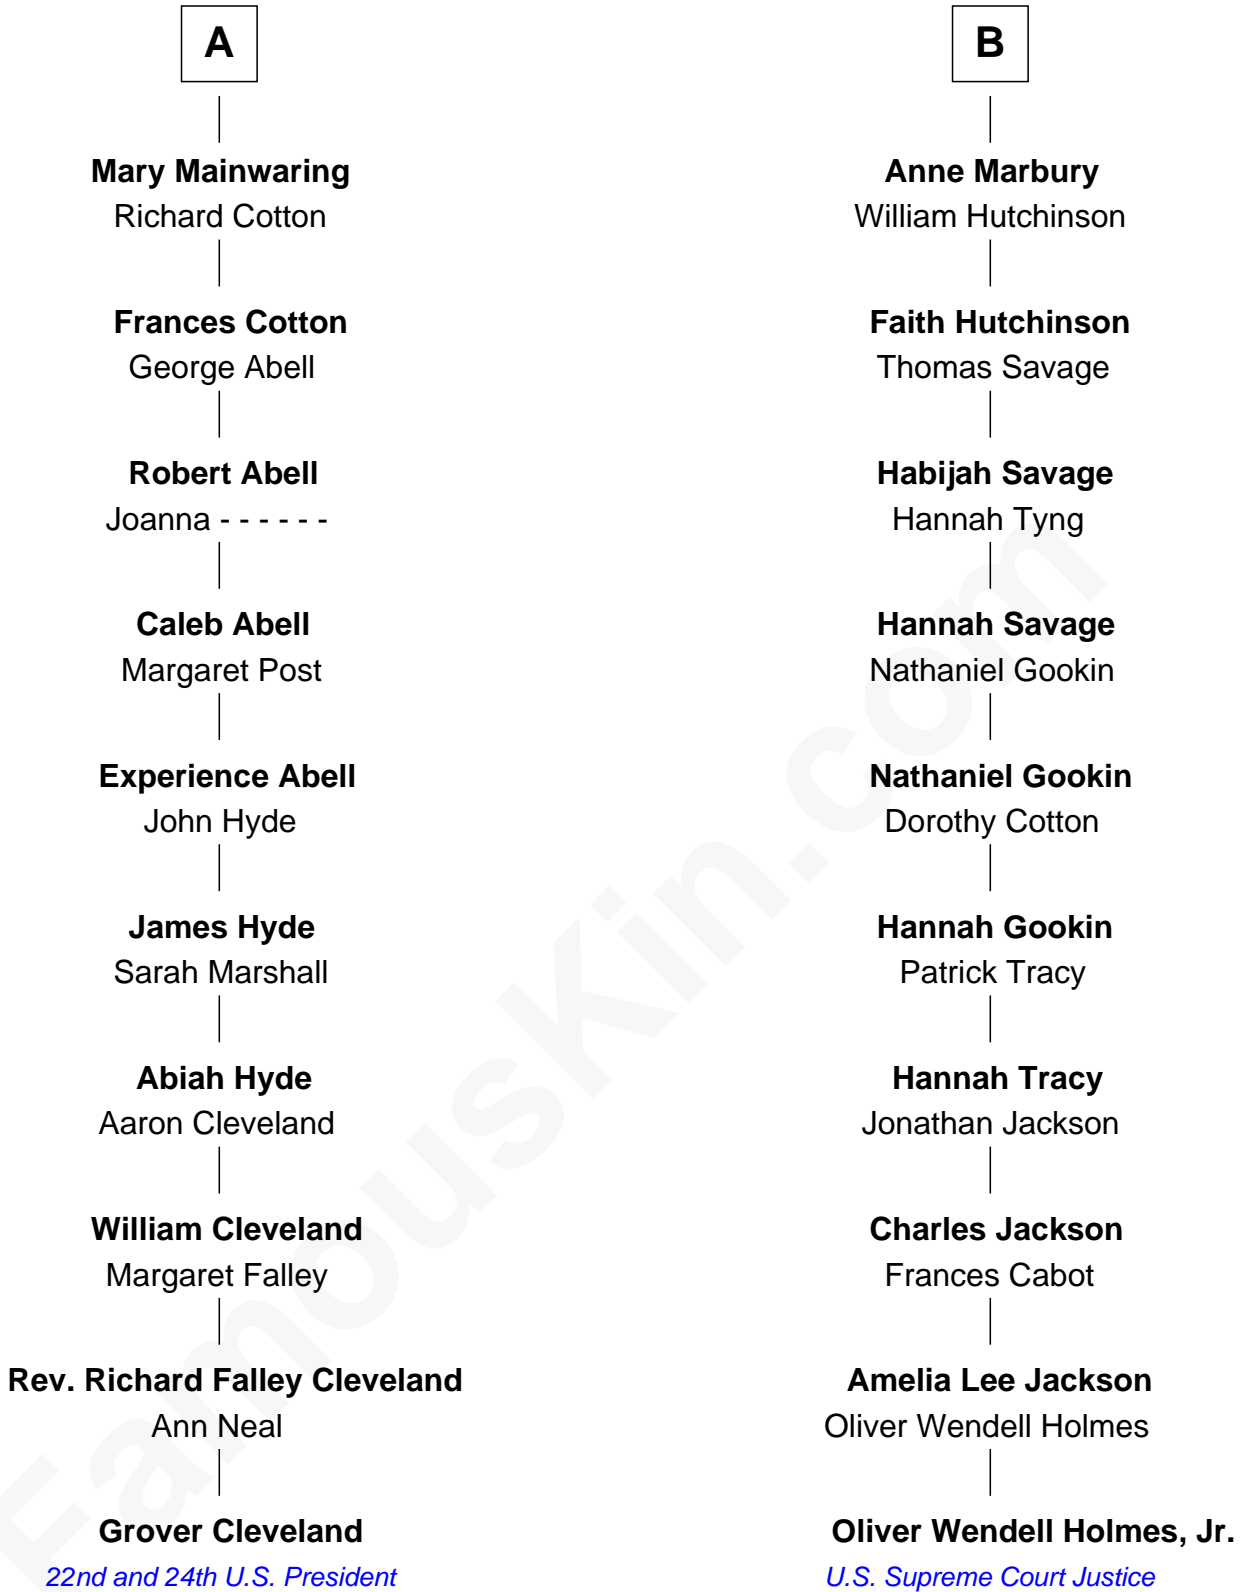 A
Mary Mainwaring
Richard Cotton
Frances Cotton
George Abell
Robert Abell
Joanna - - - - - -
Caleb Abell
Margaret Post
Experience Abell
John Hyde
James Hyde
Sarah Marshall
Abiah Hyde
Aaron Cleveland
William Cleveland
Margaret Falley
Rev. Richard Falley Cleveland
Ann Neal
Grover Cleveland
22nd and 24th U.S. President
B
Anne Marbury
William Hutchinson
Faith Hutchinson
Thomas Savage
Habijah Savage
Hannah Tyng
Hannah Savage
Nathaniel Gookin
Nathaniel Gookin
Dorothy Cotton
Hannah Gookin
Patrick Tracy
Hannah Tracy
Jonathan Jackson
Charles Jackson
Frances Cabot
Amelia Lee Jackson
Oliver Wendell Holmes
Oliver Wendell Holmes, Jr.
U.S. Supreme Court Justice
FamousKin.com